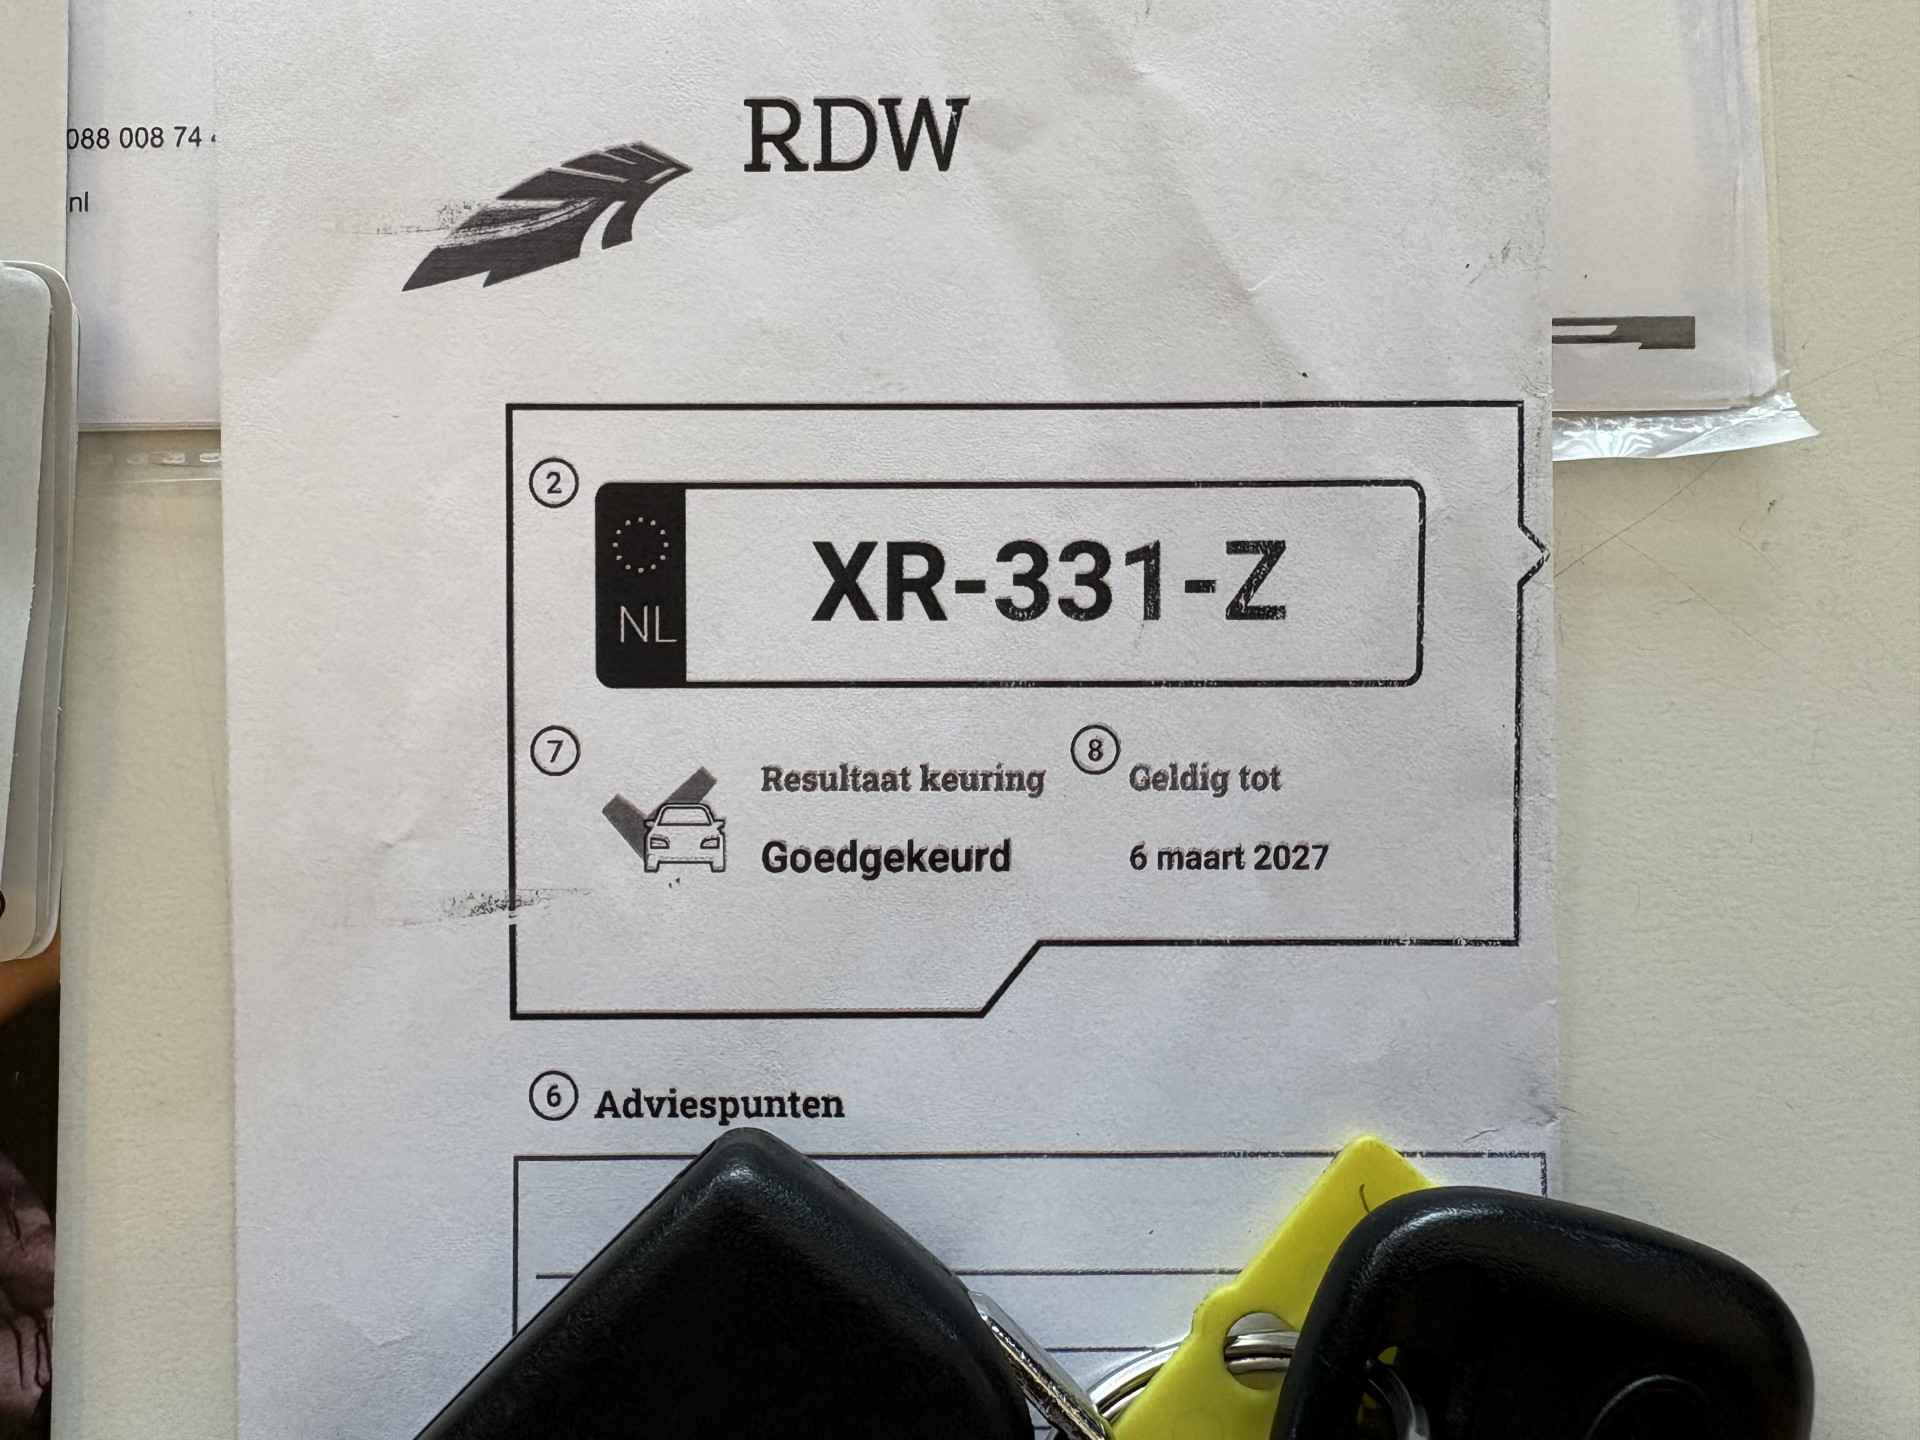 088 008 74
nl
RDW
2
NL
XR-331-Z
7
Resultaat keuring
8
Geldig tot
Goedgekeurd
6 maart 2027
6 Adviespunten